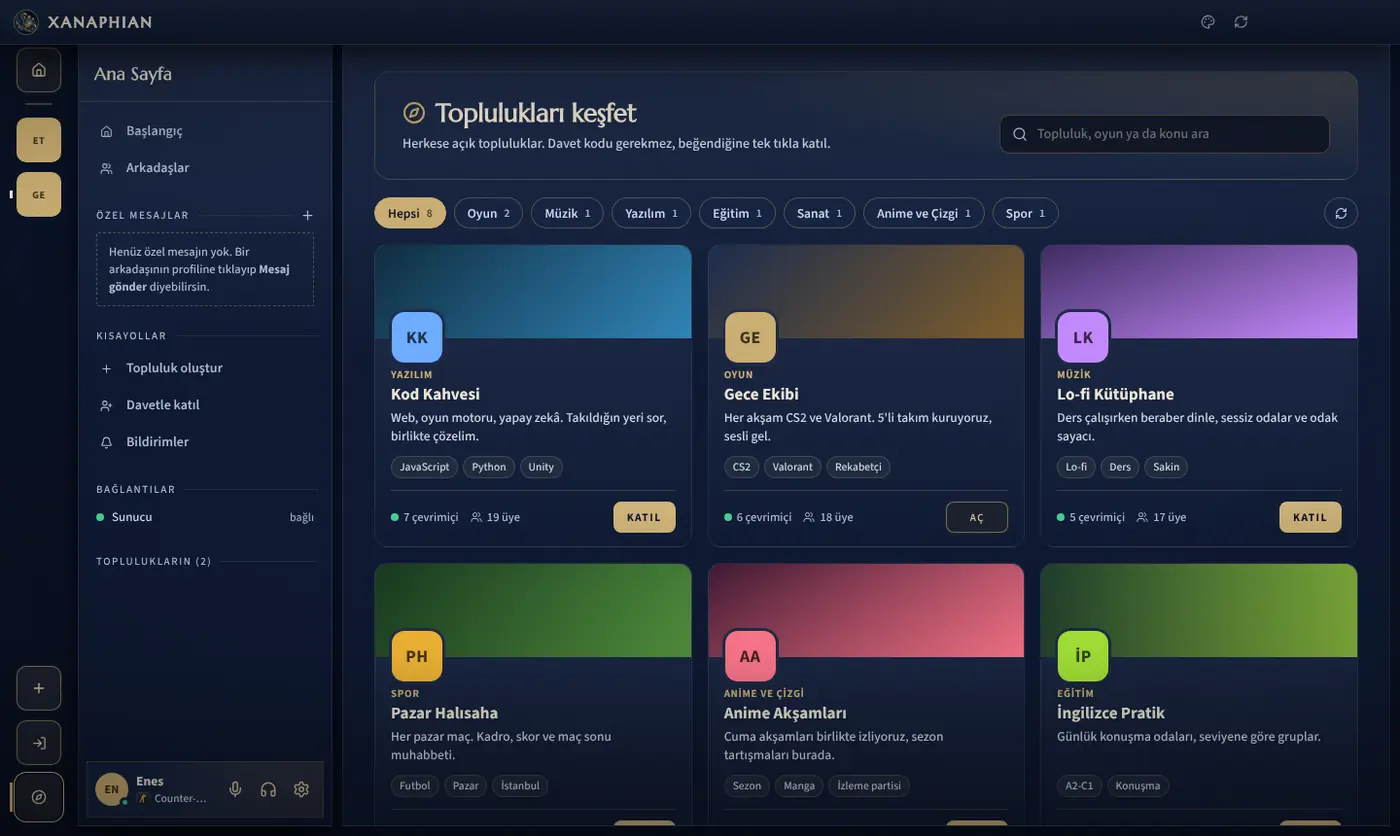 XANAPHIAN
ET
GE
Ana Sayfa
Başlangıç
Arkadaşlar
ÖZEL MESAJLAR
Henüz özel mesajın yok. Bir
arkadaşının profiline tıklayıp Mesaj
gönder diyebilirsin.
KISAYOLLAR
Topluluk oluştur
Davetle katıl
Bildirimler
BAĞLANTILAR
Sunucu bağlı
TOPLULUKLARIN (2)
EN
Enes
Counter-...
Toplulukları keşfet
Herkese açık topluluklar. Davet kodu gerekmez, beğendiğine tek tıkla katıl.
Topluluk, oyun ya da konu ara
Hepsi 8 Oyun 2 Müzik 1 Yazılım 1 Eğitim 1 Sanat 1 Anime ve Çizgi 1 Spor 1
KK
YAZILIM
Kod Kahvesi
Web, oyun motoru, yapay zekâ. Takıldığın yeri sor,
birlikte çözelim.
JavaScript Python Unity
7 çevrimiçi 19 üye KATIL
GE
OYUN
Gece Ekibi
Her akşam CS2 ve Valorant. 5'li takım kuruyoruz,
sesli gel.
CS2 Valorant Rekabetçi
6 çevrimiçi 18 üye AÇ
LK
MÜZİK
Lo-fi Kütüphane
Ders çalışırken beraber dinle, sessiz odalar ve odak
sayacı.
Lo-fi Ders Sakin
5 çevrimiçi 17 üye KATIL
PH
SPOR
Pazar Halısaha
Her pazar maç. Kadro, skor ve maç sonu
muhabbeti.
Futbol Pazar İstanbul
AA
ANİME VE ÇİZGİ
Anime Akşamları
Cuma akşamları birlikte izliyoruz, sezon
tartışmaları burada.
Sezon Manga İzleme partisi
İP
EĞİTİM
İngilizce Pratik
Günlük konuşma odaları, seviyene göre gruplar.
A2-C1 Konuşma